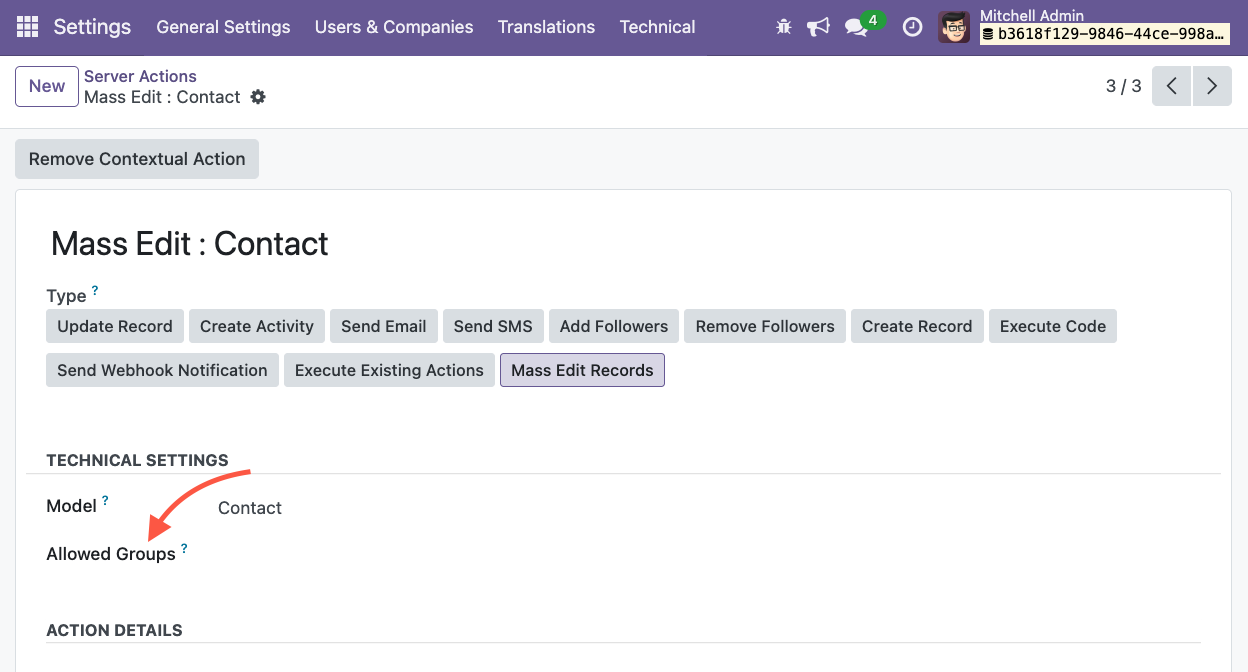 Settings General Settings Users & Companies Translations Technical 4 Mitchell Admin
b3618f129-9846-44ce-998a…
New Server Actions
Mass Edit : Contact 3 / 3
Remove Contextual Action
Mass Edit : Contact
Type ?
Update Record Create Activity Send Email Send SMS Add Followers Remove Followers Create Record Execute Code
Send Webhook Notification Execute Existing Actions Mass Edit Records
TECHNICAL SETTINGS
Model ? Contact
Allowed Groups ?
ACTION DETAILS